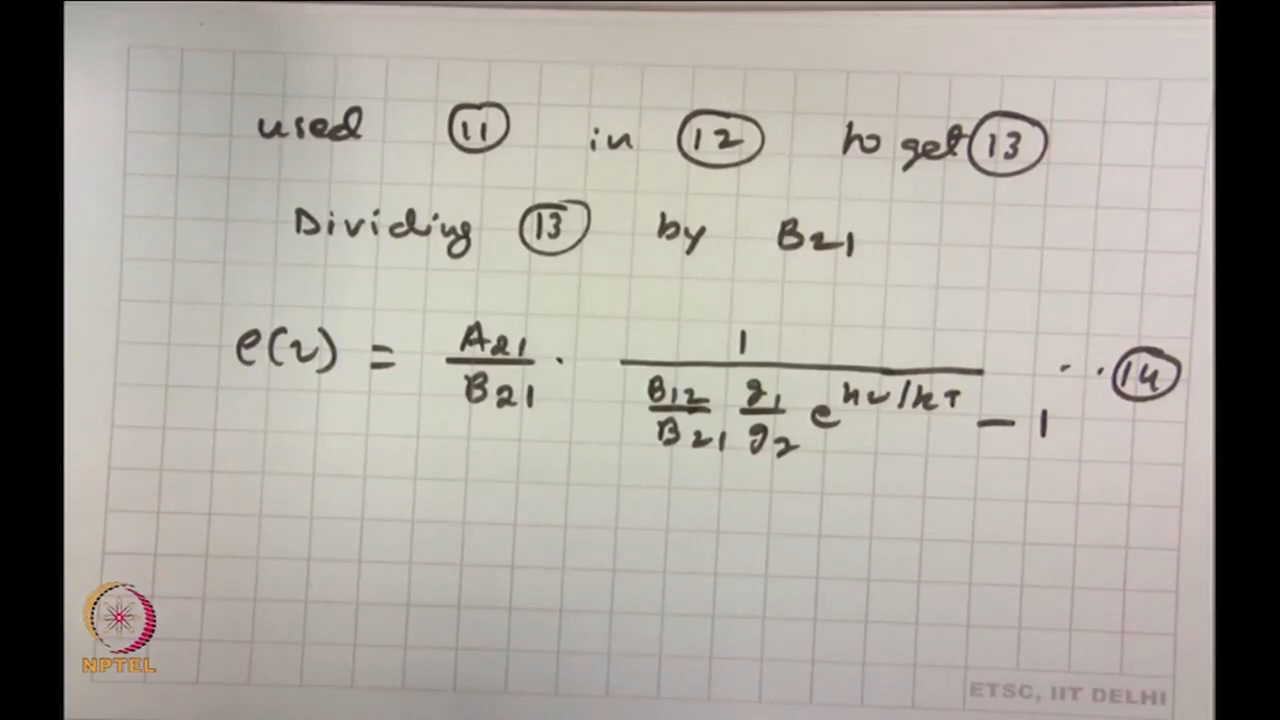 used 11 in 12 to get 13
Dividing 13 by B21
ρ(ν) = A21/B21 · 1/(B12/B21 g1/g2 e^hν/kT - 1) ... 14
NPTEL
ETSC, IIT DELHI